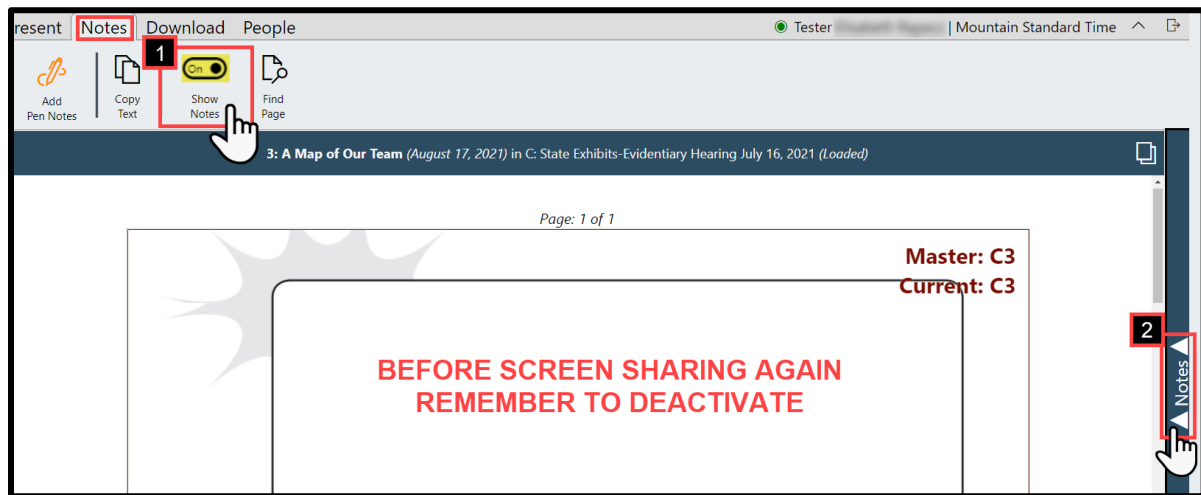 resent Notes Download People
Tester | Mountain Standard Time
1
On
Add
Pen Notes
Copy
Text
Show
Notes
Find
Page
3: A Map of Our Team (August 17, 2021) in C: State Exhibits-Evidentiary Hearing July 16, 2021 (Loaded)
Page: 1 of 1
Master: C3
Current: C3
2
Notes
BEFORE SCREEN SHARING AGAIN
REMEMBER TO DEACTIVATE